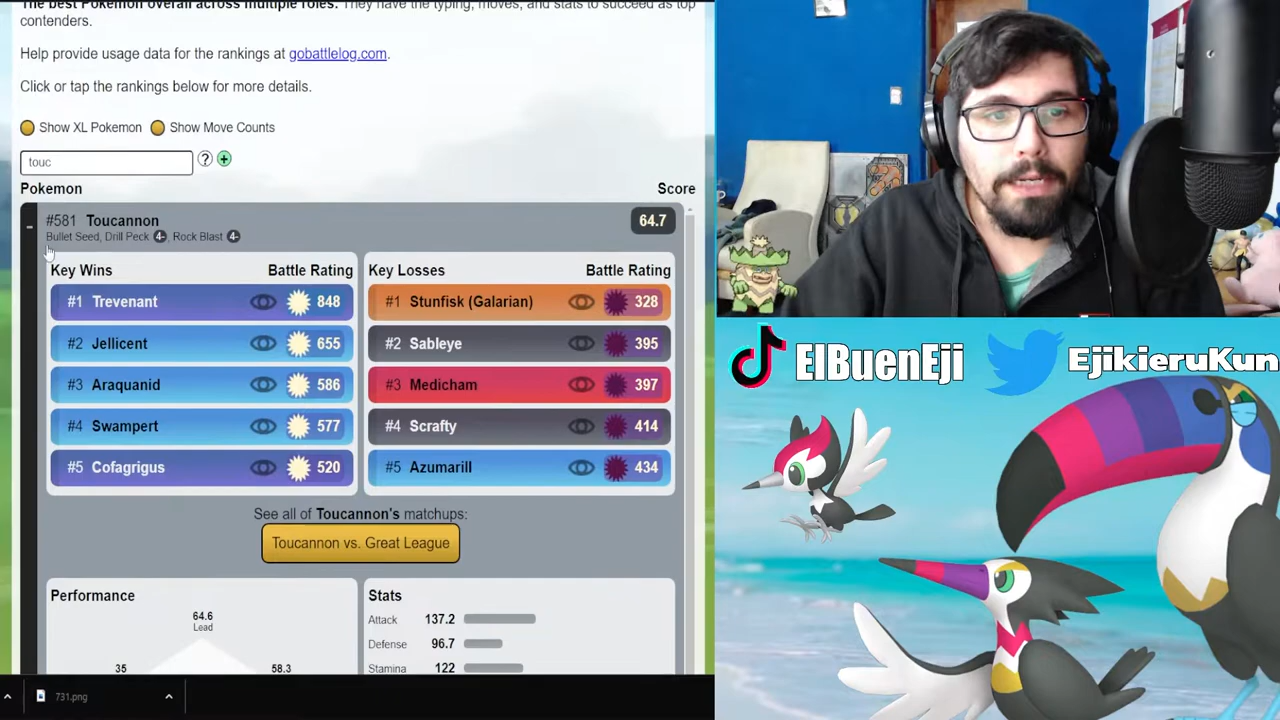 The best Pokemon overall across multiple roles. They have the typing, moves, and stats to succeed as top
contenders.
Help provide usage data for the rankings at gobattlelog.com.
Click or tap the rankings below for more details.
Show XL Pokemon Show Move Counts
touc ? +
Pokemon Score
- #581 Toucannon 64.7
Bullet Seed, Drill Peck 4-, Rock Blast 4-
Key Wins Battle Rating
#1 Trevenant 848
#2 Jellicent 655
#3 Araquanid 586
#4 Swampert 577
#5 Cofagrigus 520
Key Losses Battle Rating
#1 Stunfisk (Galarian) 328
#2 Sableye 395
#3 Medicham 397
#4 Scrafty 414
#5 Azumarill 434
See all of Toucannon's matchups:
Toucannon vs. Great League
Performance
64.6
Lead
35 58.3
Stats
Attack 137.2
Defense 96.7
Stamina 122
731.png
ElBuenEji
EjikieruKun